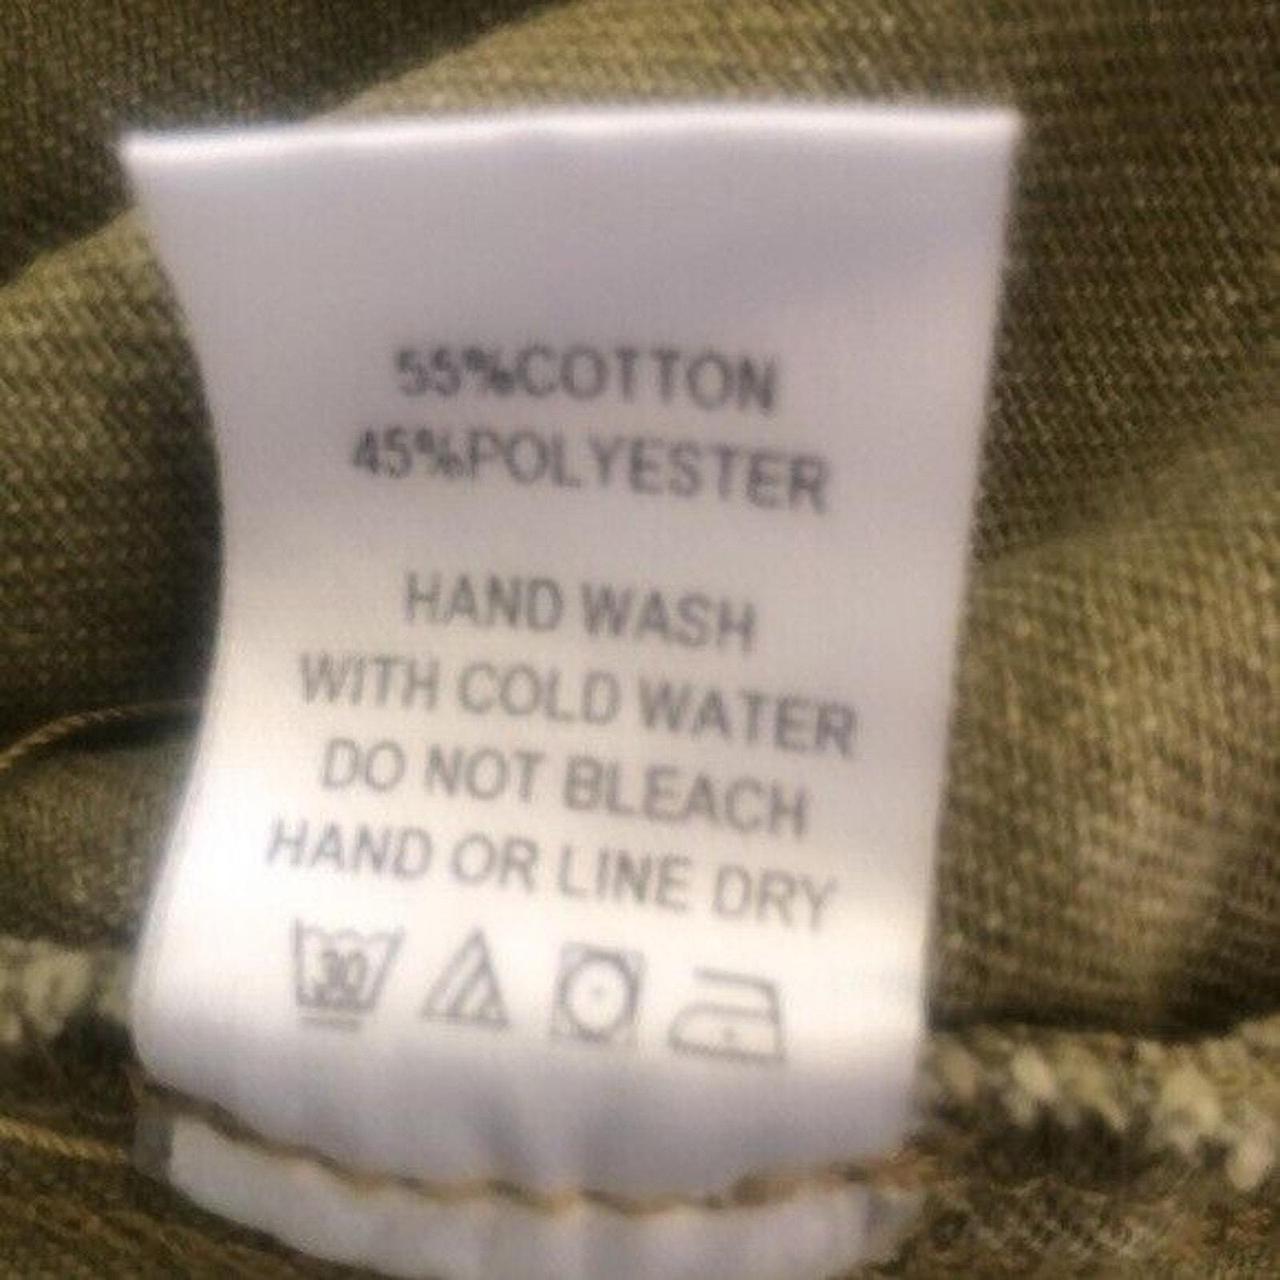 55%COTTON
45%POLYESTER
HAND WASH
WITH COLD WATER
DO NOT BLEACH
HAND OR LINE DRY
30